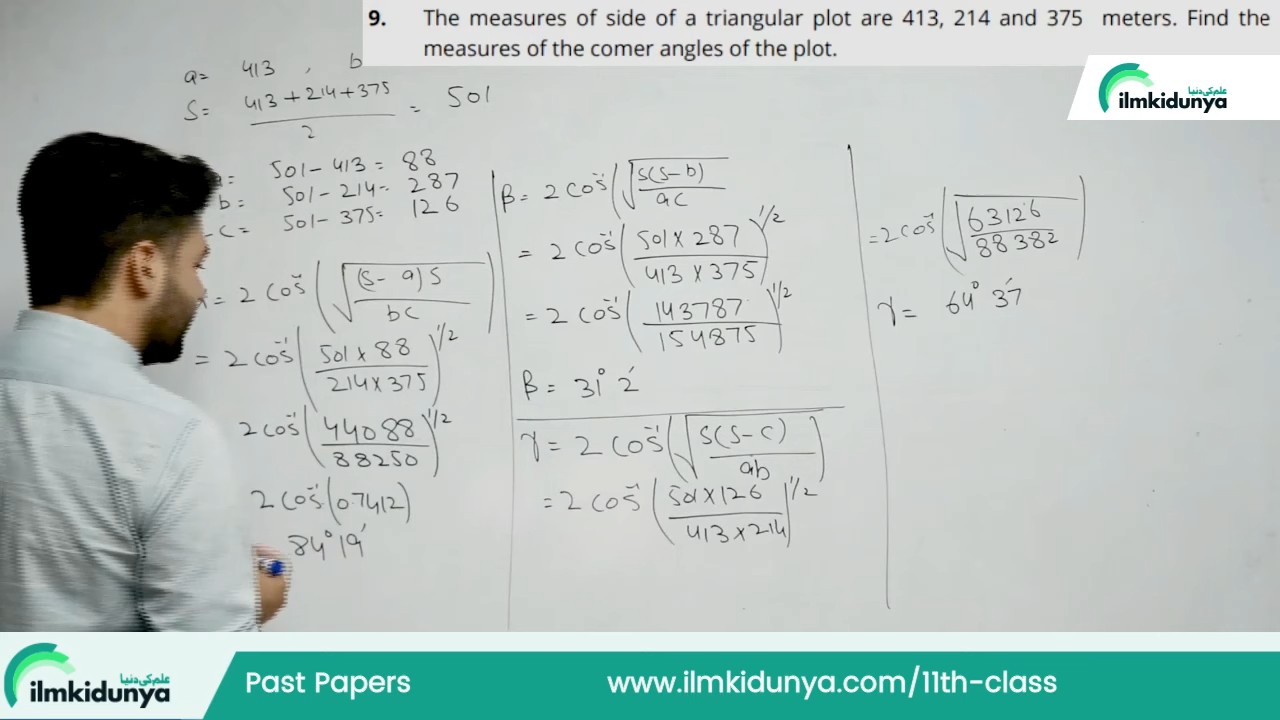 9. The measures of side of a triangular plot are 413, 214 and 375 meters. Find the
measures of the comer angles of the plot.
علم کی دنیا
ilmkidunya
a= 413 , b
S= 413+214+375 / 2 = 501
a= 501-413= 88
b= 501-214= 287
-c= 501-375= 126
= 2 cos⁻¹(√((s-a)s / bc))
= 2 cos⁻¹(501×88 / 214×375)^1/2
2 cos⁻¹(44088 / 88250)^1/2
2 cos⁻¹(0.7412)
84° 19′
β= 2 cos⁻¹(√(s(s-b) / ac
= 2 cos⁻¹(501×287 / 413×375)^1/2
= 2 cos⁻¹(143787 / 154875)^1/2
β= 31° 2′
γ= 2 cos⁻¹(√(s(s-c) / ab))
= 2 cos⁻¹(501×126 / 413×214)^1/2
=2 cos⁻¹(√(63126 / 88382))
γ= 64° 37′
علم کی دنیا
ilmkidunya
Past Papers
www.ilmkidunya.com/11th-class